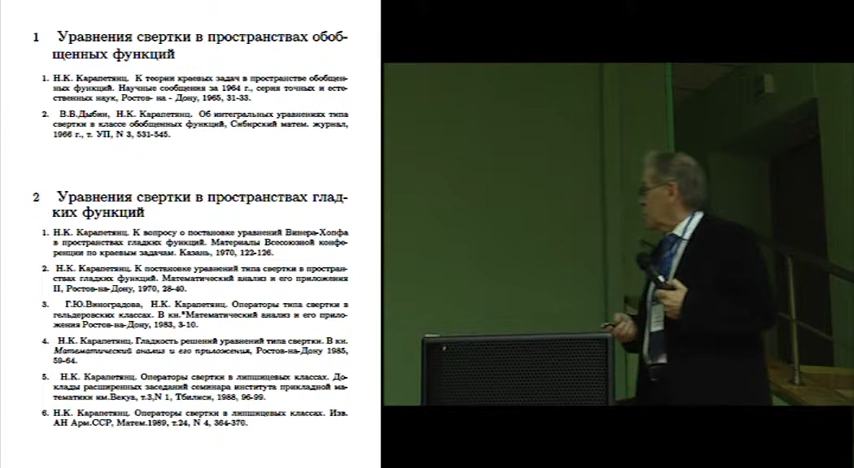 1 Уравнения свертки в пространствах обоб-
щенных функций
1. Н.К. Карапетянц. К теории краевых задач в пространстве обобщен-
ных функций. Научные сообщения за 1964 г., серия точных и есте-
ственных наук, Ростов- на - Дону, 1965, 31-33.
2. В.Б.Дыбин, Н.К. Карапетянц. Об интегральных уравнениях типа
свертки в классе обобщенных функций, Сибирский матем. журнал,
1966 г., т. УП, N 3, 531-545.
2 Уравнения свертки в пространствах глад-
ких функций
1. Н.К. Карапетянц. К вопросу о постановке уравнений Винера-Хопфа
в пространствах гладких функций. Материалы Всесоюзной конфе-
ренции по краевым задачам. Казань, 1970, 122-126.
2. Н.К. Карапетянц. К постановке уравнений типа свертки в простран-
ствах гладких функций. Математический анализ и его приложения
II, Ростов-на-Дону, 1970, 28-40.
3. Г.Ю.Виноградова, Н.К. Карапетянц. Операторы типа свертки в
гельдеровских классах. В кн."Математический анализ и его прило-
жения Ростов-на-Дону, 1983, 3-10.
4. Н.К. Карапетянц. Гладкость решений уравнений типа свертки. В кн.
Математический анализ и его приложения, Ростов-на-Дону 1985,
59-64.
5. Н.К. Карапетянц. Операторы свертки в липшицевых классах. До-
клады расширенных заседаний семинара института прикладной ма-
тематики им.Векуа, т.3,N 1, Тбилиси, 1988, 96-99.
6. Н.К. Карапетянц. Операторы свертки в липшицевых классах. Изв.
АН Арм.ССР, Матем.1989, т.24, N 4, 364-370.